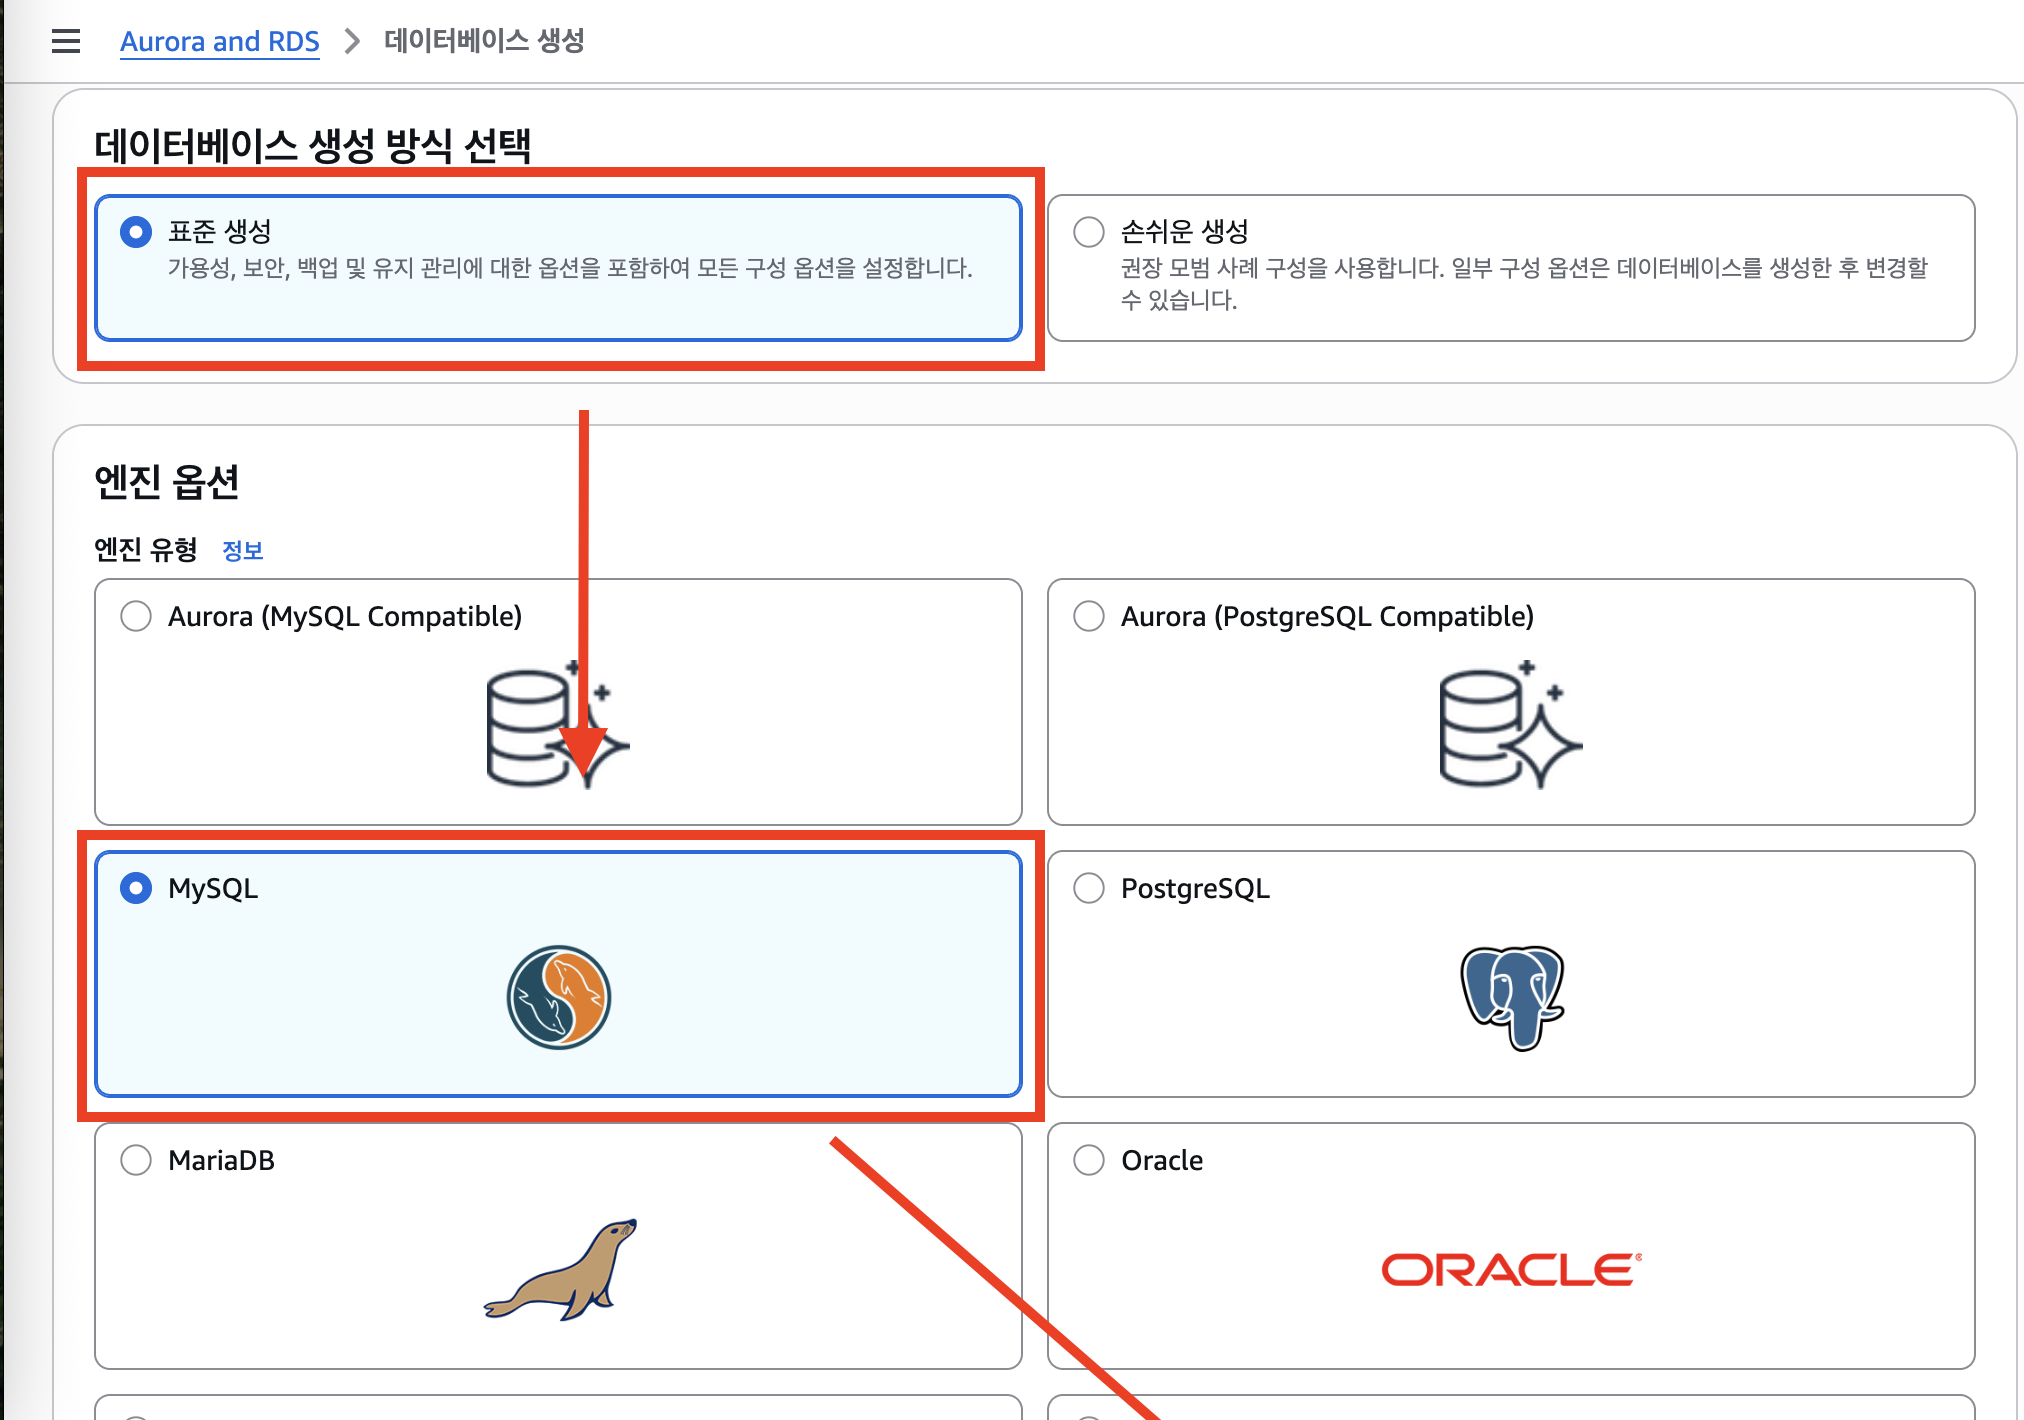 Aurora and RDS > 데이터베이스 생성
데이터베이스 생성 방식 선택
표준 생성
가용성, 보안, 백업 및 유지 관리에 대한 옵션을 포함하여 모든 구성 옵션을 설정합니다.
손쉬운 생성
권장 모범 사례 구성을 사용합니다. 일부 구성 옵션은 데이터베이스를 생성한 후 변경할
수 있습니다.
엔진 옵션
엔진 유형 정보
Aurora (MySQL Compatible)
Aurora (PostgreSQL Compatible)
MySQL
PostgreSQL
MariaDB
Oracle
ORACLE®